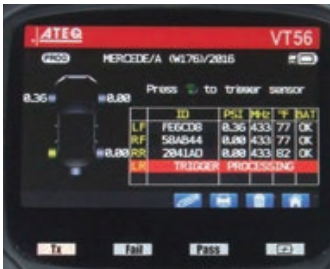 ATEQ VT56
PROG MERCEDE/A (W176)/2016
Press to trigger sensor
0.36 0.00
ID PSI MHz °F BAT
LF FE6CD8 0.36 433 77 OK
RF 58AB44 0.00 433 77 OK
0.00 RR 2041AD 0.00 433 82 OK
LR TRIGGER PROCESSING
Tx Fail Pass